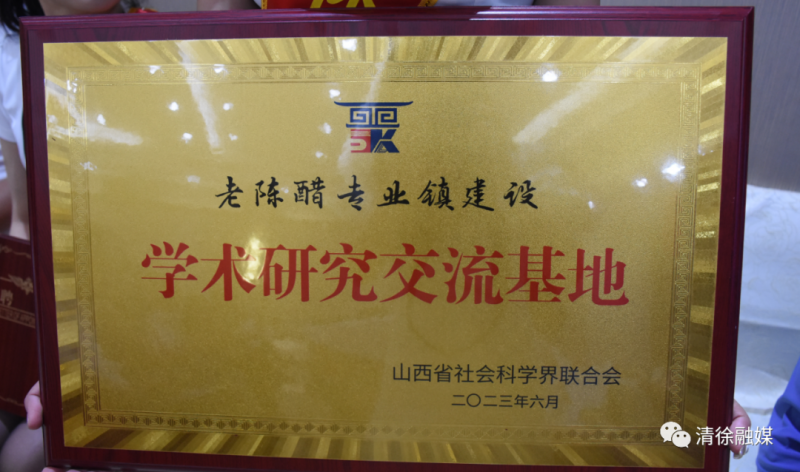 SK
老陈醋专业镇建设
学术研究交流基地
山西省社会科学界联合会
二〇二三年六月
清徐融媒